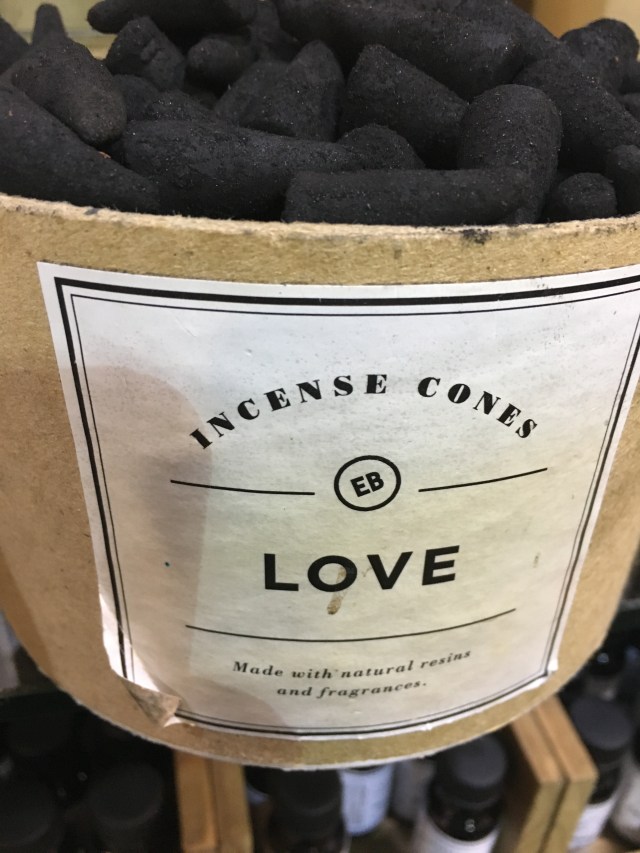 INCENSE CONES
EB
LOVE
Made with natural resins
and fragrances.